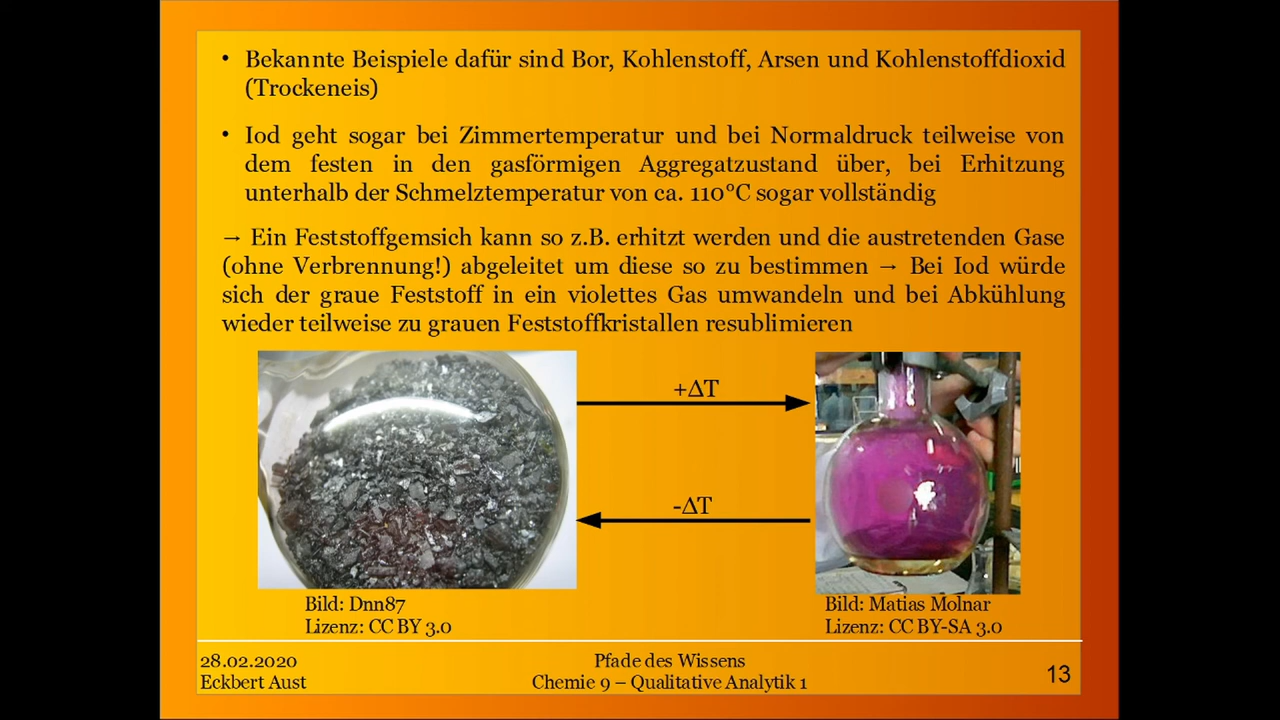 • Bekannte Beispiele dafür sind Bor, Kohlenstoff, Arsen und Kohlenstoffdioxid
(Trockeneis)
• Iod geht sogar bei Zimmertemperatur und bei Normaldruck teilweise von
dem festen in den gasförmigen Aggregatzustand über, bei Erhitzung
unterhalb der Schmelztemperatur von ca. 110°C sogar vollständig
→ Ein Feststoffgemsich kann so z.B. erhitzt werden und die austretenden Gase
(ohne Verbrennung!) abgeleitet um diese so zu bestimmen → Bei Iod würde
sich der graue Feststoff in ein violettes Gas umwandeln und bei Abkühlung
wieder teilweise zu grauen Feststoffkristallen resublimieren
+ΔT
-ΔT
Bild: Dnn87
Lizenz: CC BY 3.0
Bild: Matias Molnar
Lizenz: CC BY-SA 3.0
28.02.2020
Eckbert Aust
Pfade des Wissens
Chemie 9 – Qualitative Analytik 1
13